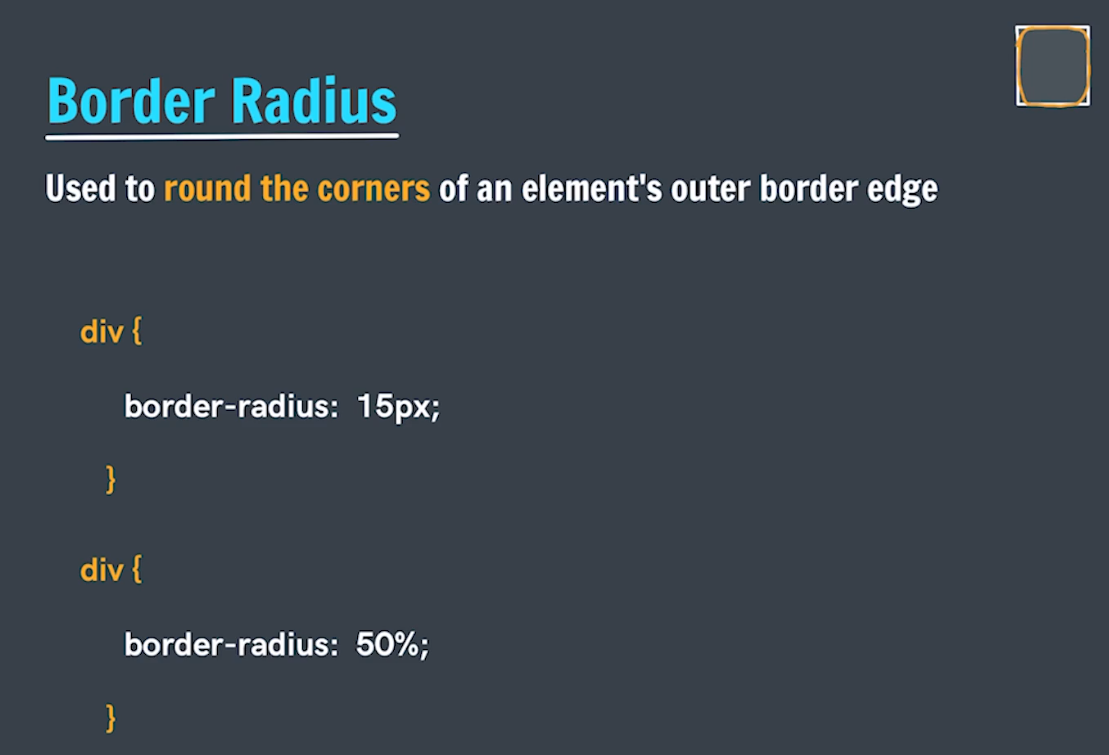 Border Radius
Used to round the corners of an element's outer border edge
div {
border-radius: 15px;
}
div {
border-radius: 50%;
}